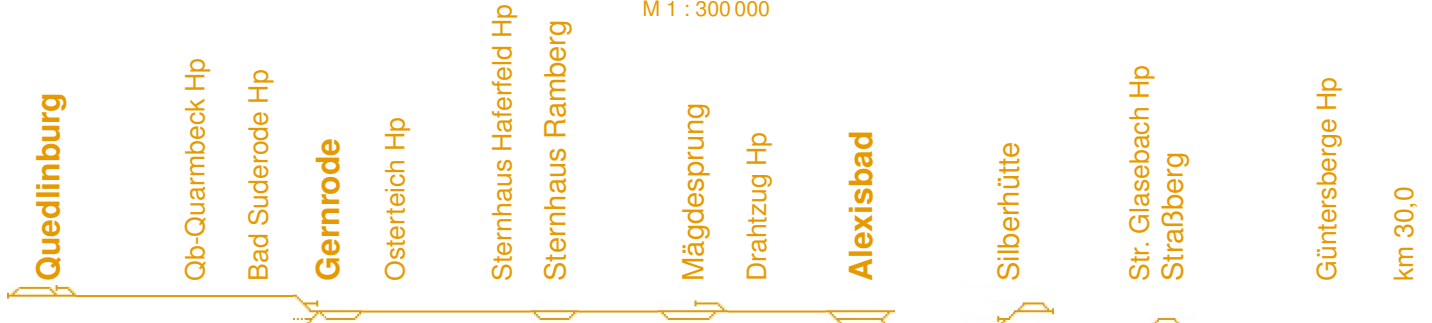 M 1 : 300 000
Quedlinburg
Qb-Quarmbeck Hp
Bad Suderode Hp
Gernrode
Osterteich Hp
Sternhaus Haferfeld Hp
Sternhaus Ramberg
Mägdesprung
Drahtzug Hp
Alexisbad
Silberhütte
Str. Glasebach Hp
Straßberg
Güntersberge Hp
km 30,0